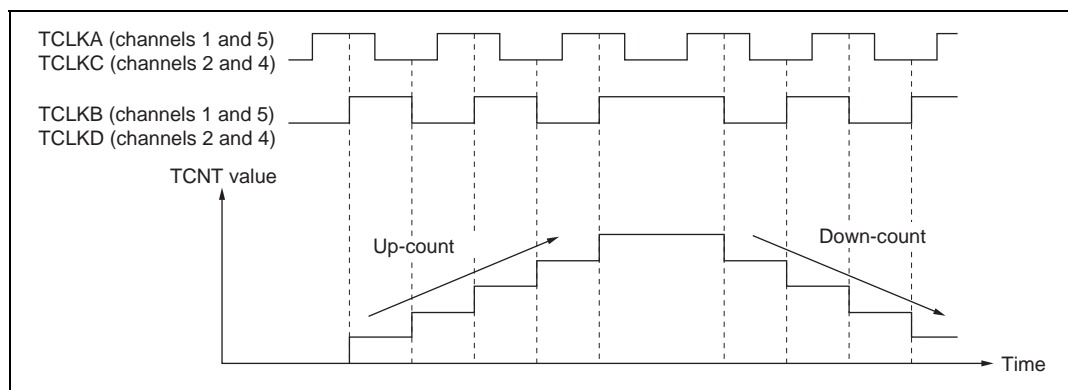 TCLKA (channels 1 and 5)
TCLKC (channels 2 and 4)
TCLKB (channels 1 and 5)
TCLKD (channels 2 and 4)
TCNT value
Up-count
Down-count
Time